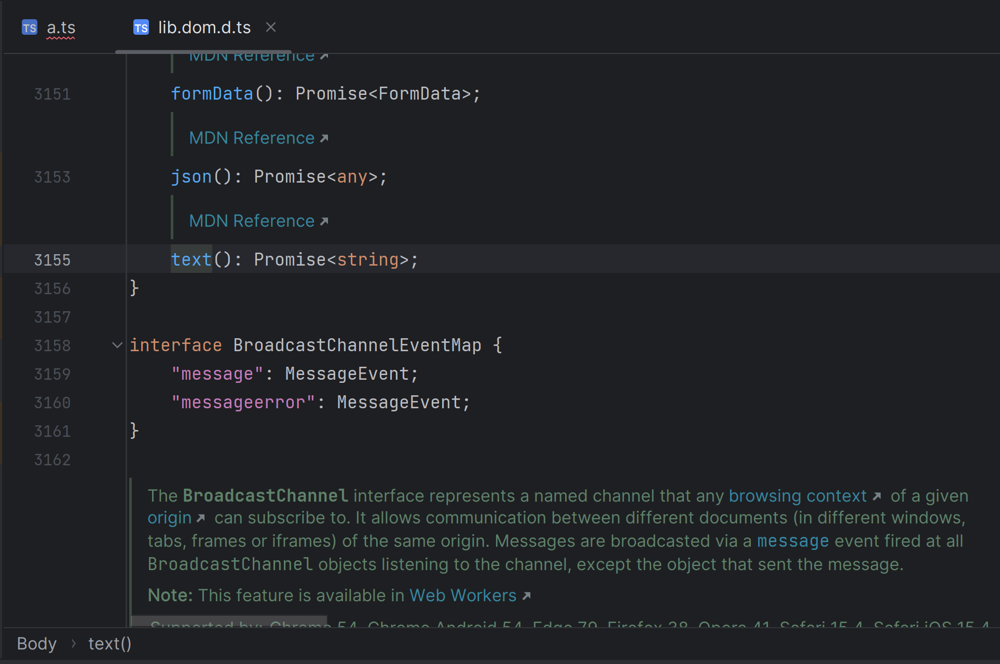 TS a.ts TS lib.dom.d.ts
MDN Reference
3151 formData(): Promise<FormData>;
MDN Reference
3153 json(): Promise<any>;
MDN Reference
3155 text(): Promise<string>;
3156 }
3157
3158 interface BroadcastChannelEventMap {
3159 "message": MessageEvent;
3160 "messageerror": MessageEvent;
3161 }
3162
The BroadcastChannel interface represents a named channel that any browsing context of a given
origin can subscribe to. It allows communication between different documents (in different windows,
tabs, frames or iframes) of the same origin. Messages are broadcasted via a message event fired at all
BroadcastChannel objects listening to the channel, except the object that sent the message.
Note: This feature is available in Web Workers
Supported by: Chrome 54, Chrome Android 54, Edge 79, Firefox 38, Opera 41, Safari 15.4, Safari iOS 15.4
Body › text()